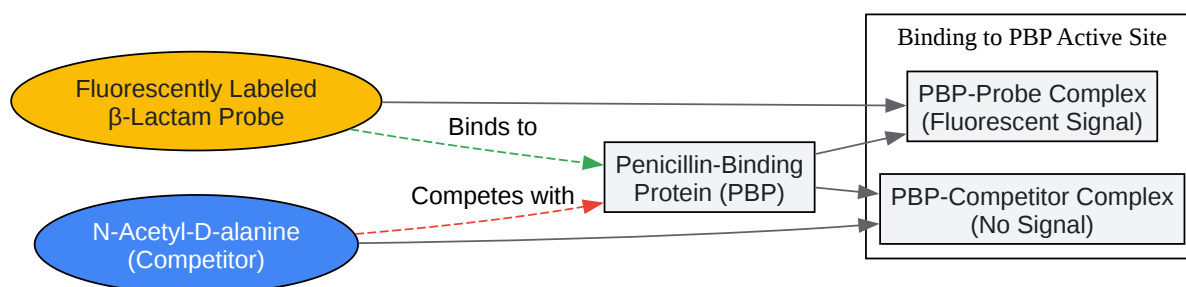 Binding to PBP Active Site
Fluorescently Labeled
β-Lactam Probe
PBP-Probe Complex
(Fluorescent Signal)
Binds to
Penicillin-Binding
Protein (PBP)
Competes with
PBP-Competitor Complex
(No Signal)
N-Acetyl-D-alanine
(Competitor)